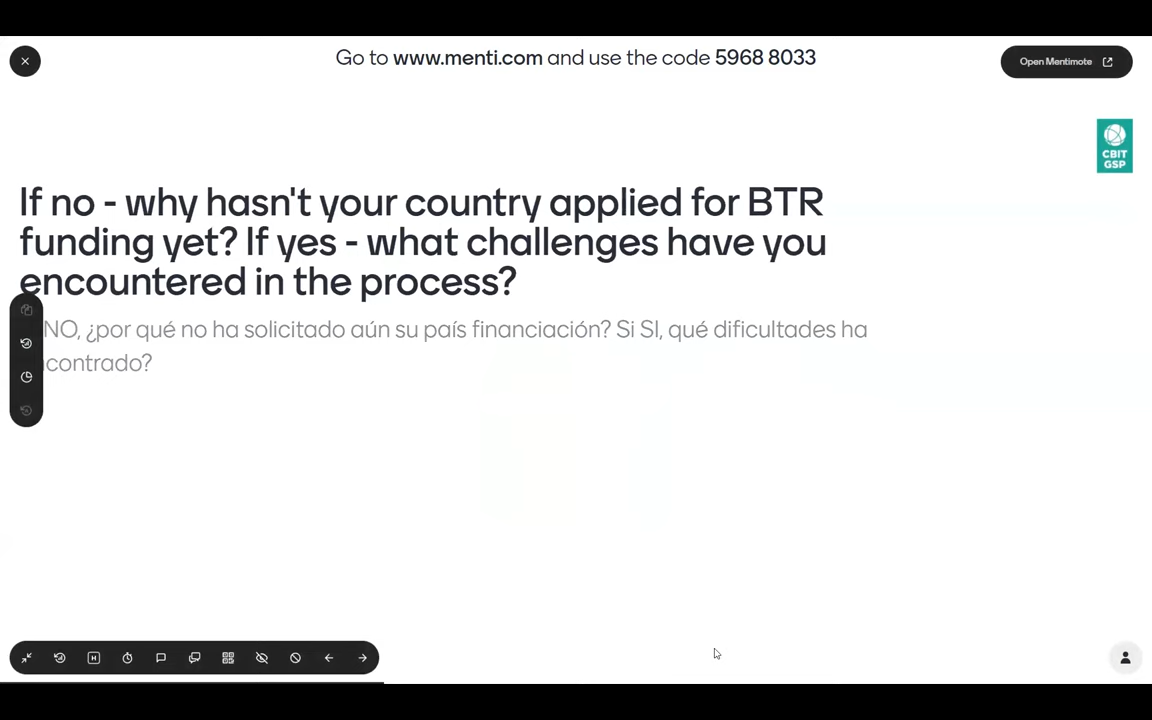 Go to www.menti.com and use the code 5968 8033
Open Mentimote
CBIT
GSP
If no - why hasn't your country applied for BTR
funding yet? If yes - what challenges have you
encountered in the process?
NO, ¿por qué no ha solicitado aún su país financiación? Si SI, qué dificultades ha
contrado?
H